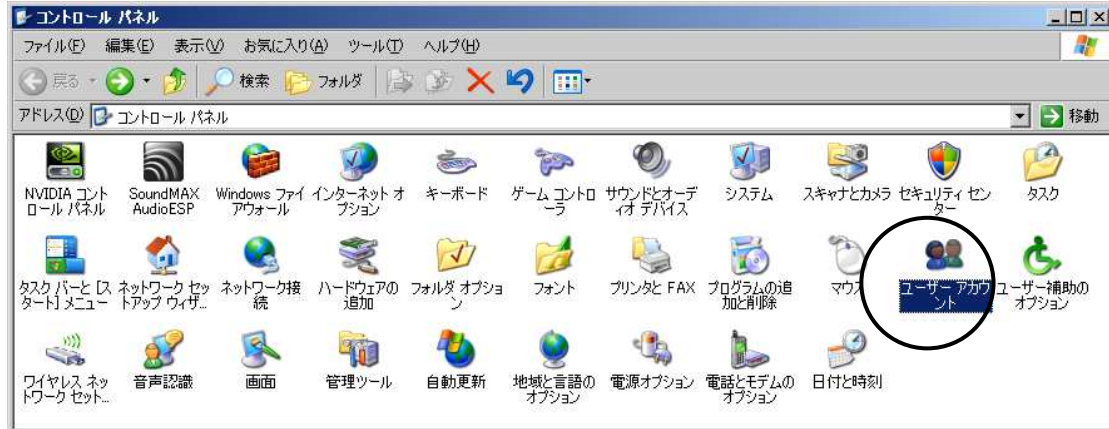 コントロール パネル
ファイル(F) 編集(E) 表示(V) お気に入り(A) ツール(T) ヘルプ(H)
戻る 検索 フォルダ
アドレス(D) コントロール パネル 移動
NVIDIA コント SoundMAX Windows ファイ インターネット オ キーボード ゲーム コントロ サウンドとオーデ システム スキャナとカメラ セキュリティ セン タスク
ロール パネル AudioESP アウォール プション ーラ ィオ デバイス ター
タスク バーと [ス ネットワーク セッ ネットワーク接 ハードウェアの フォルダ オプショ フォント プリンタと FAX プログラムの追 マウス ユーザー アカウ ユーザー補助の
タート] メニュー トアップ ウィザ... 続 追加 ン 加と削除 ント オプション
ワイヤレス ネッ 音声認識 画面 管理ツール 自動更新 地域と言語の 電源オプション 電話とモデムの 日付と時刻
トワーク セット... オプション オプション